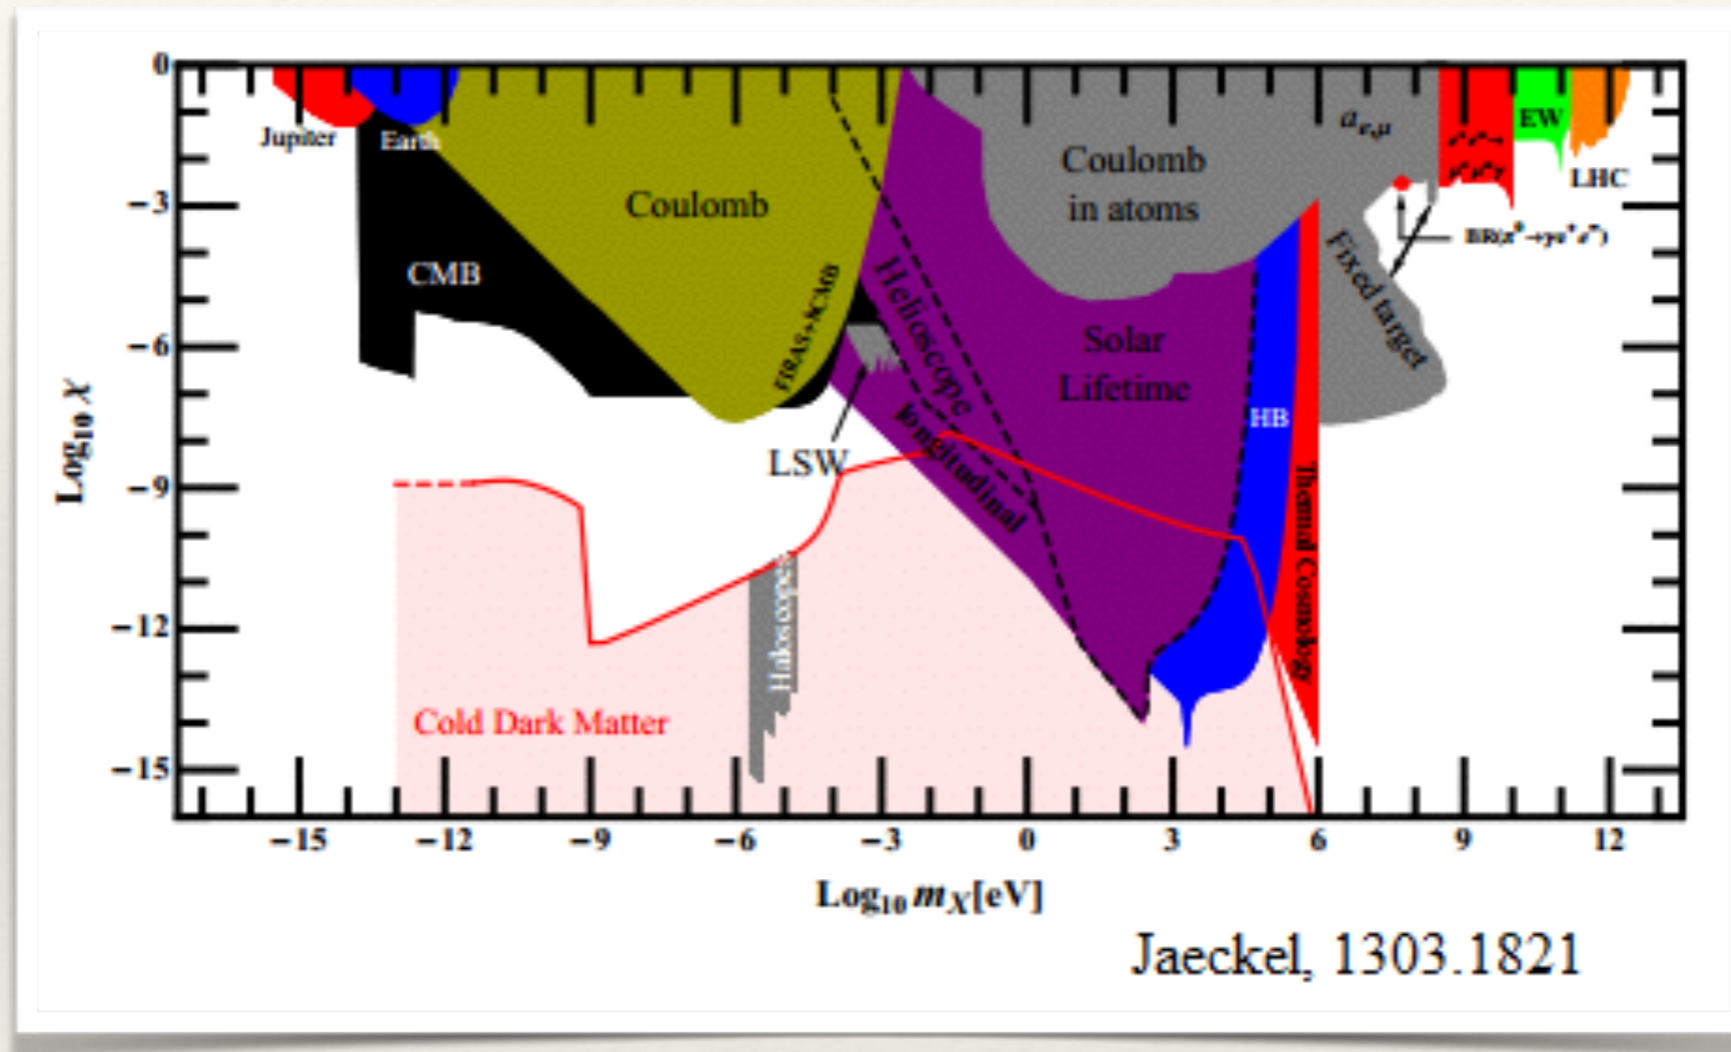 0
-3
-6
-9
-12
-15
Log10 χ
Jupiter
Earth
CMB
Coulomb
FIRAS+hCMB
LSW
Helioscope
longitudinal
Coulomb
in atoms
Solar
Lifetime
HB
Thermal Cosmology
Fixed target
ae,μ
EW
LHC
Haloscopes
Cold Dark Matter
-15 -12 -9 -6 -3 0 3 6 9 12
Log10 mX[eV]
Jaeckel, 1303.1821